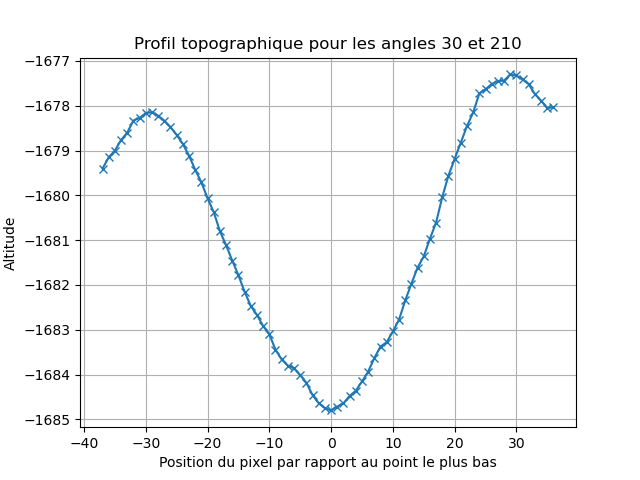 Profil topographique pour les angles 30 et 210
−1677
−1678
−1679
−1680
−1681
−1682
−1683
−1684
−1685
Altitude
−40 −30 −20 −10 0 10 20 30
Position du pixel par rapport au point le plus bas